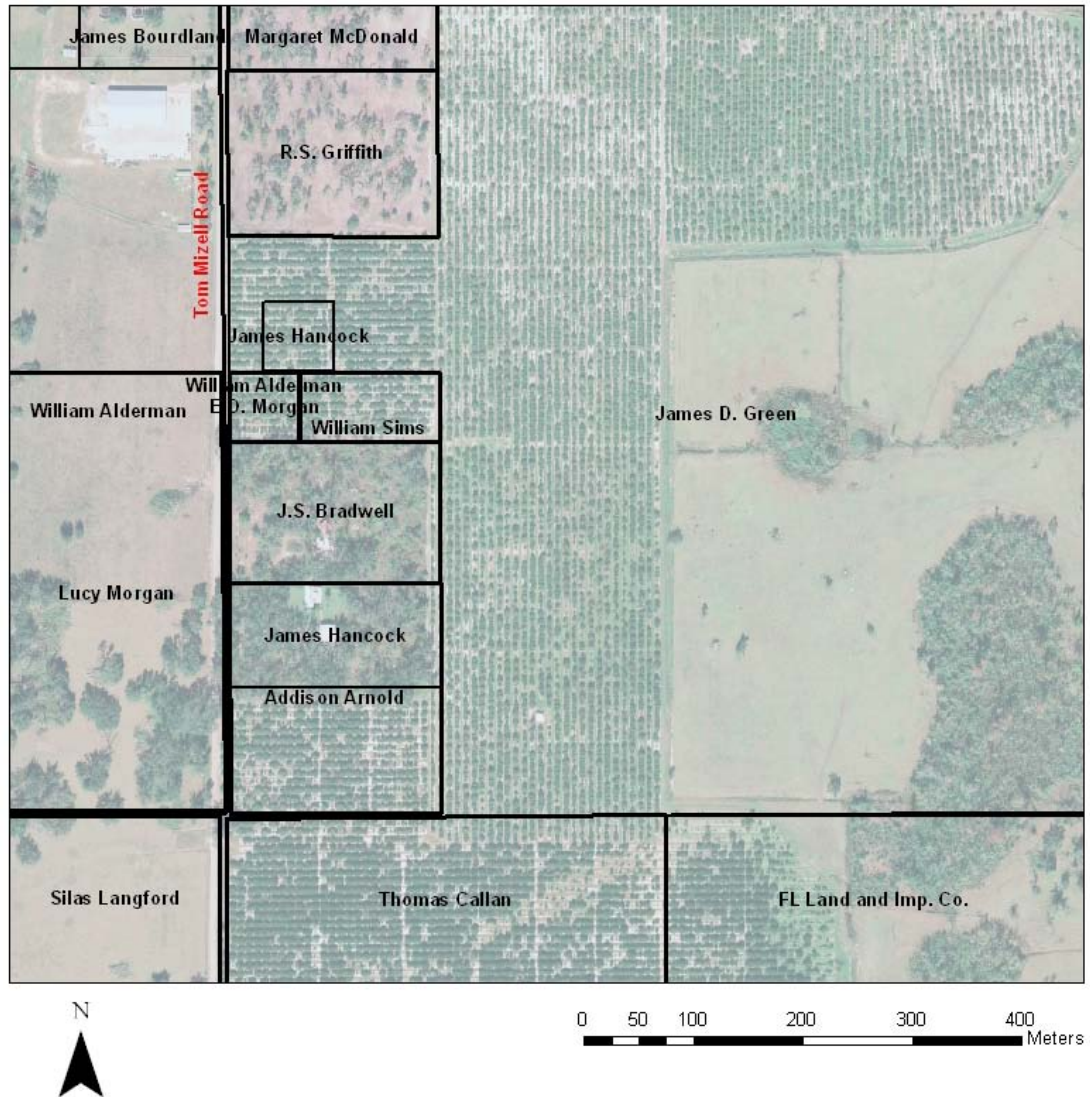 James Bourdland
Margaret McDonald
R.S. Griffith
Tom Mizell Road
James Hancock
William Alderman
E.D. Morgan
William Alderman
William Sims
James D. Green
J.S. Bradwell
Lucy Morgan
James Hancock
Addison Arnold
Silas Langford
Thomas Callan
FL Land and Imp. Co.
N
0 50 100 200 300 400
Meters